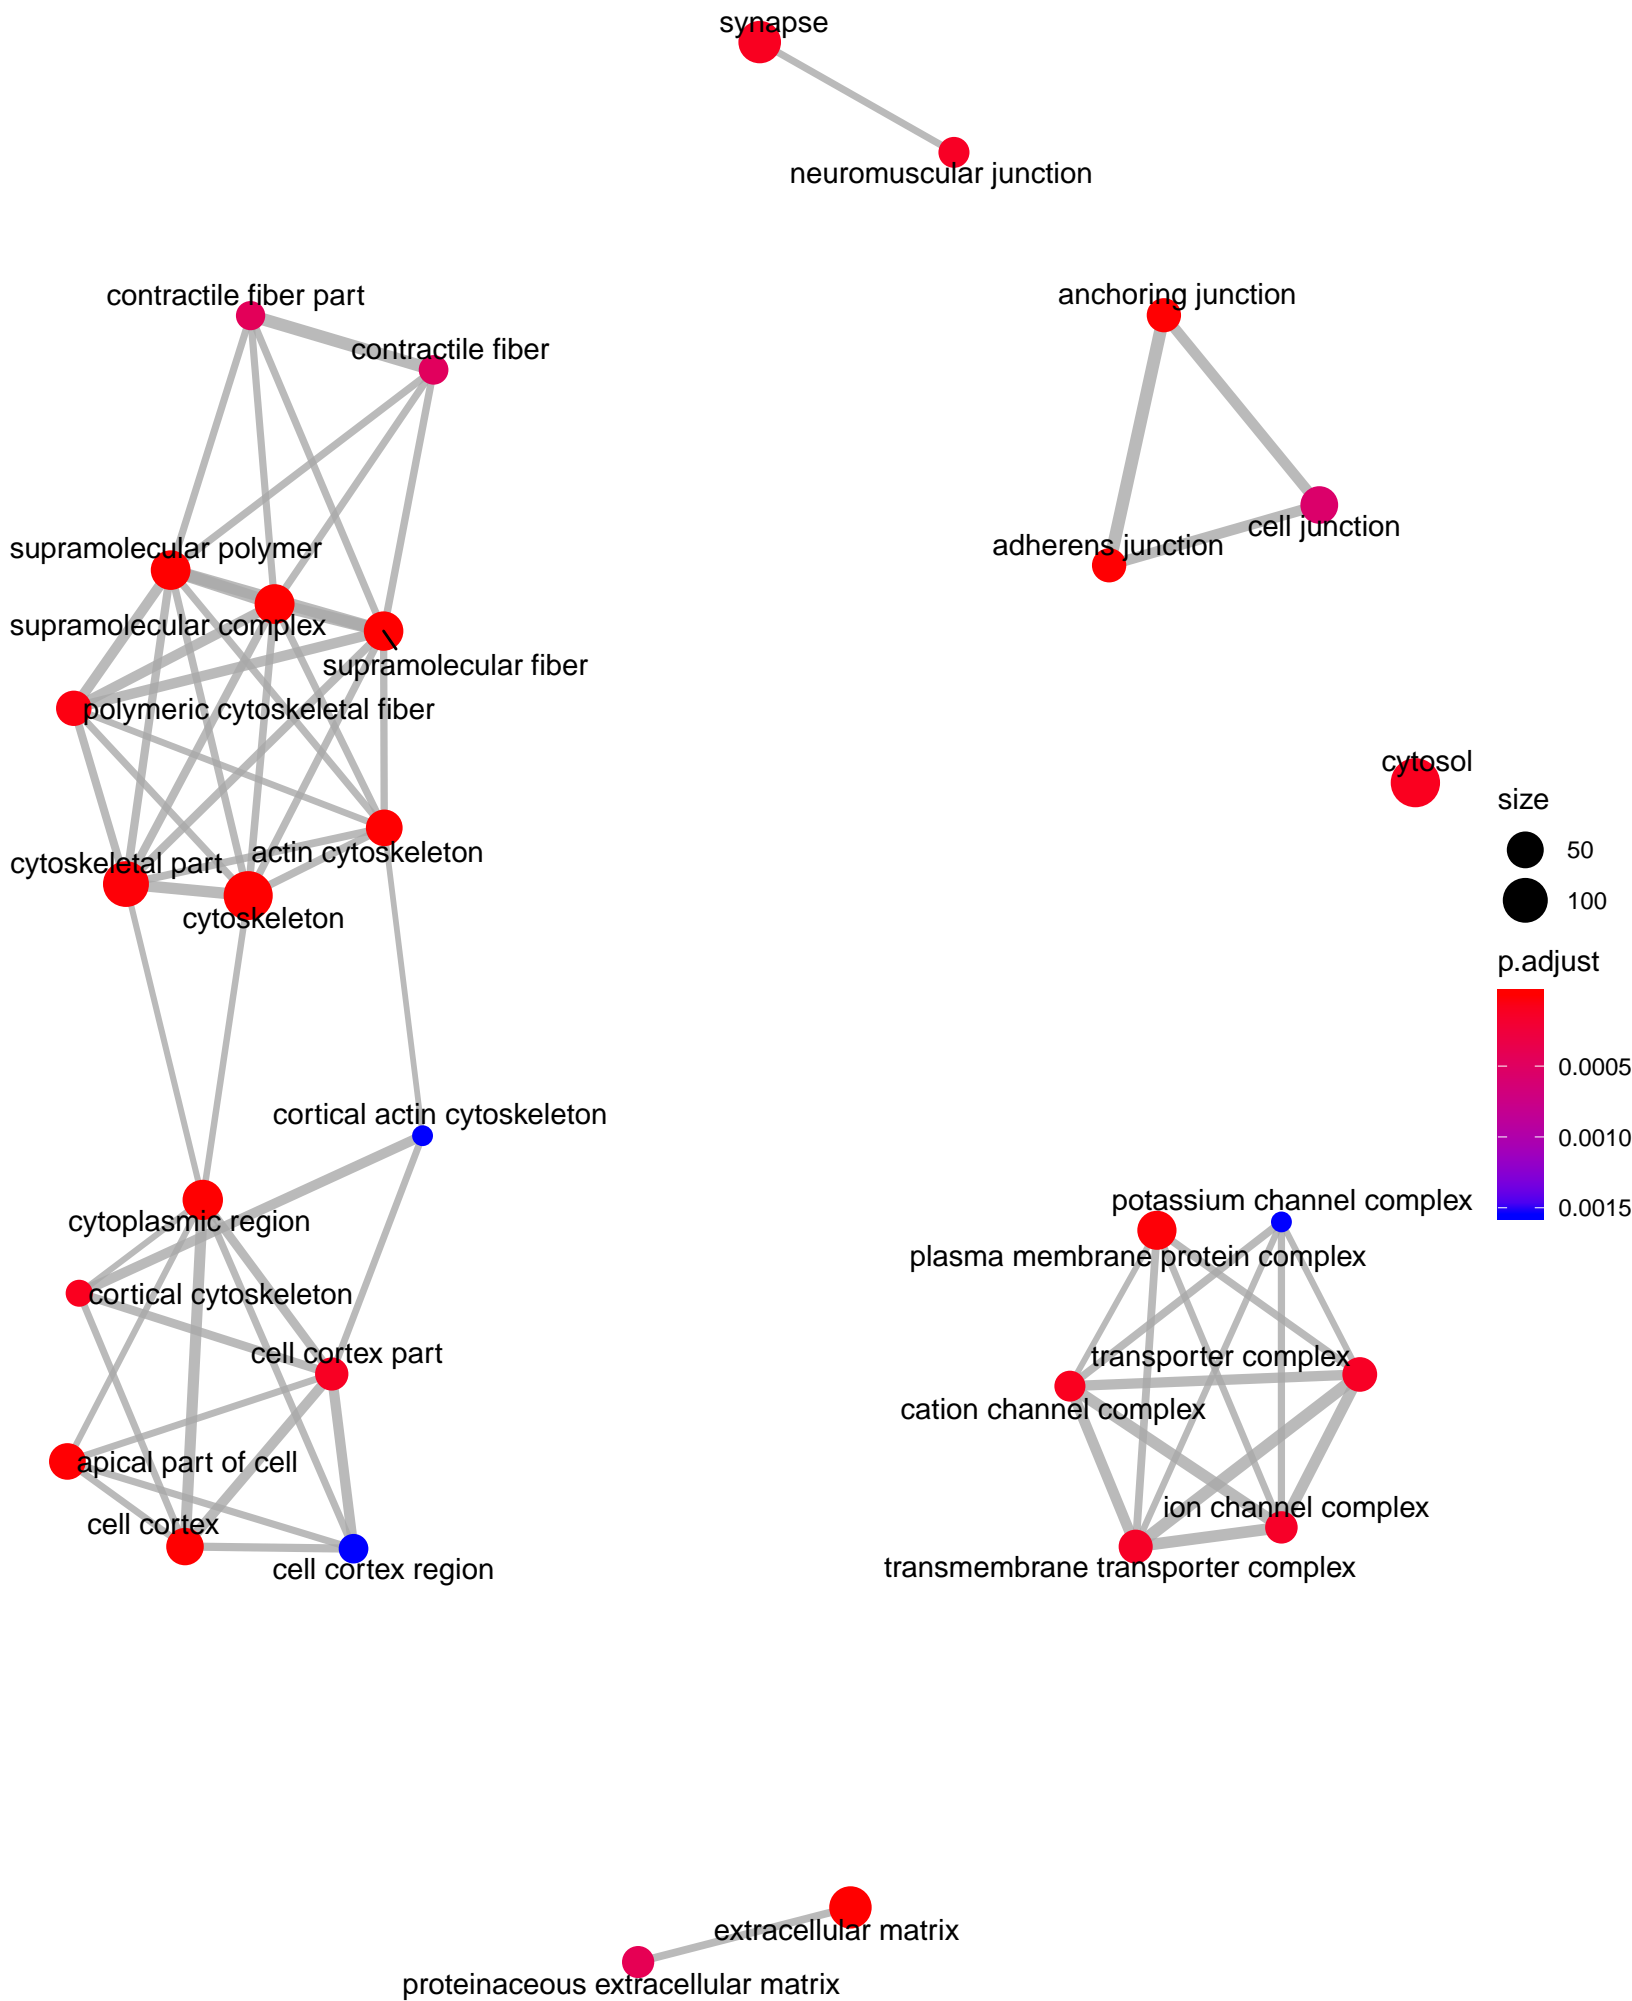 synapse
neuromuscular junction
contractile fiber part
anchoring junction
contractile fiber
cell junction
adherens junction
supramolecular polymer
supramolecular complex
supramolecular fiber
polymeric cytoskeletal fiber
cytosol
size
50
100
actin cytoskeleton
cytoskeletal part
cytoskeleton
p.adjust
0.0005
0.0010
0.0015
cortical actin cytoskeleton
potassium channel complex
cytoplasmic region
plasma membrane protein complex
cortical cytoskeleton
cell cortex part
transporter complex
cation channel complex
apical part of cell
ion channel complex
cell cortex
cell cortex region
transmembrane transporter complex
extracellular matrix
proteinaceous extracellular matrix